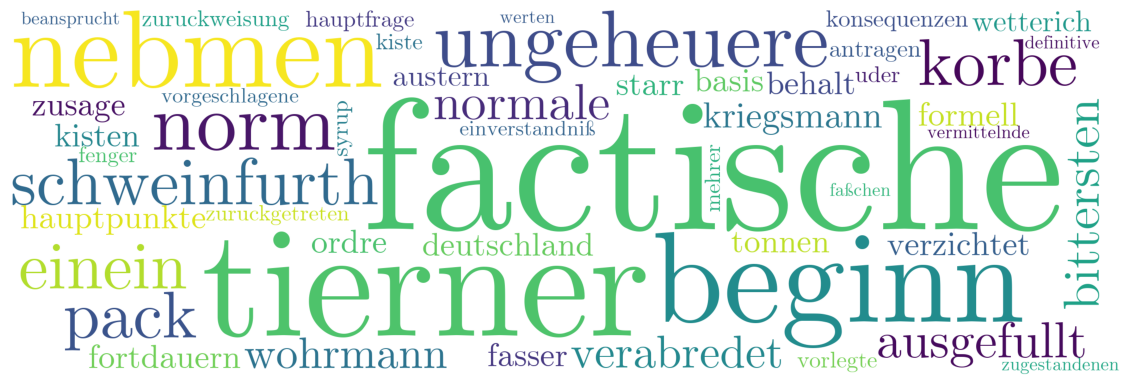 beansprucht zuruckweisung hauptfrage werten konsequenzen wetterich
nebmen kiste ungeheuere antragen korbe definitive
austern starr basis behalt uder
zusage vorgeschlagene normale kriegsmann formell
kisten norm syrup einverstandniß vermittelnde
fenger factische mehrer faßchen bittersten
schweinfurth
hauptpunkte zuruckgetreten
einein tierner ordre deutschland beginn tonnen verzichtet
pack
fortdauern wohrmann fasser verabredet vorlegte ausgefullt zugestandenen